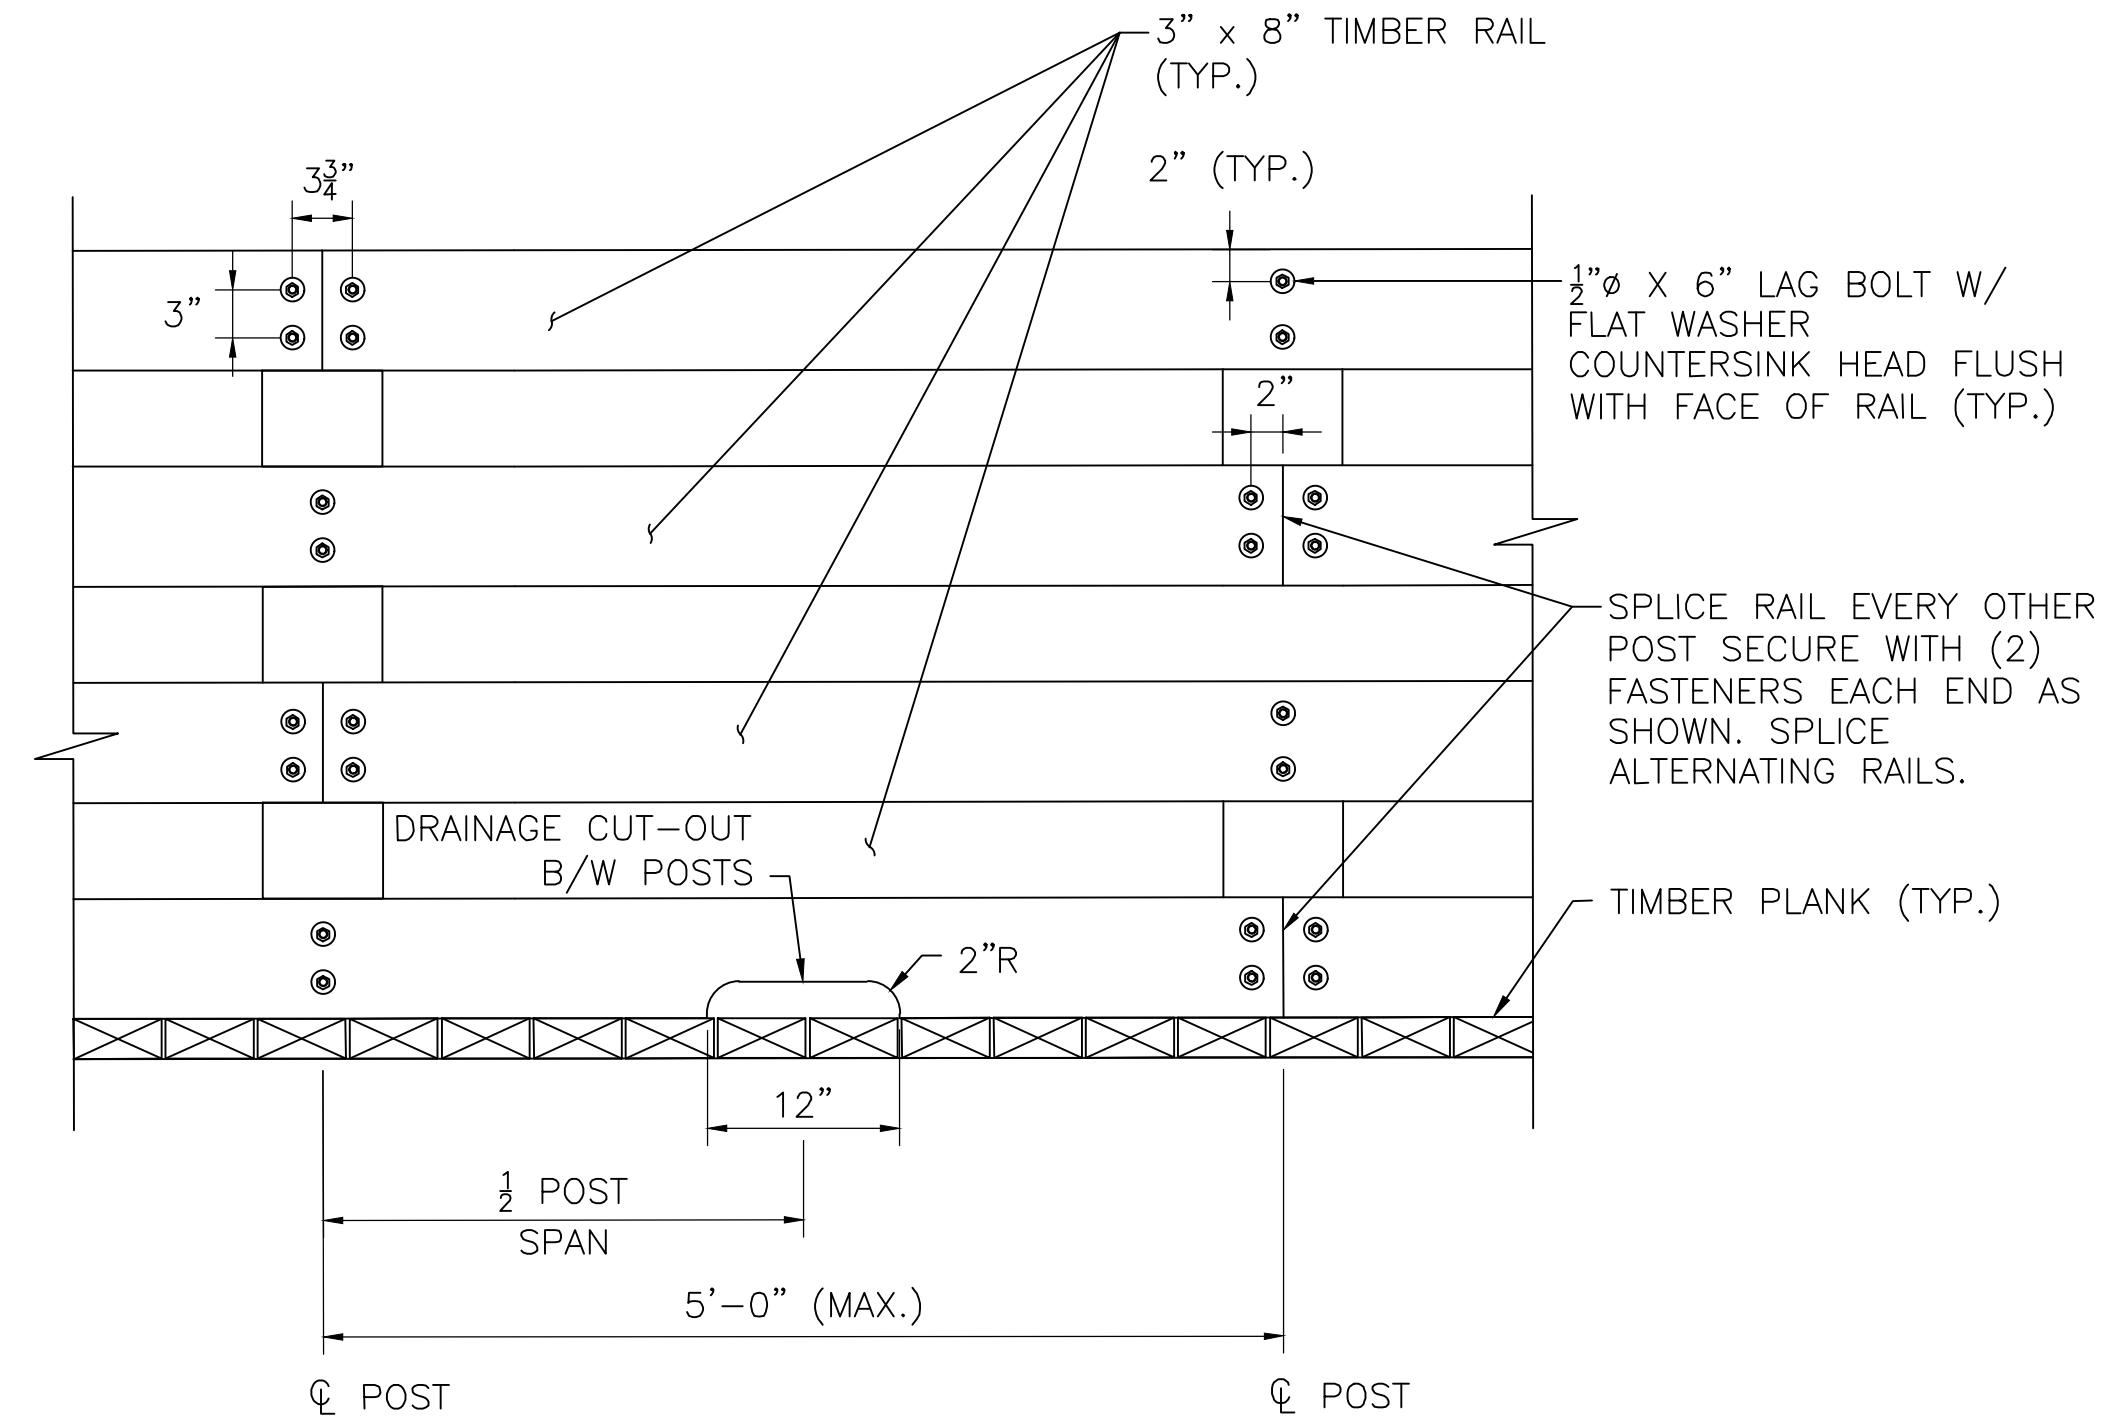 3" x 8" TIMBER RAIL
(TYP.)
2" (TYP.)
3 3/4"
3"
1/2"ø X 6" LAG BOLT W/
FLAT WASHER
COUNTERSINK HEAD FLUSH
WITH FACE OF RAIL (TYP.)
2"
SPLICE RAIL EVERY OTHER
POST SECURE WITH (2)
FASTENERS EACH END AS
SHOWN. SPLICE
ALTERNATING RAILS.
DRAINAGE CUT-OUT
B/W POSTS
TIMBER PLANK (TYP.)
2"R
12"
1/2 POST
SPAN
5'-0" (MAX.)
℄ POST
℄ POST